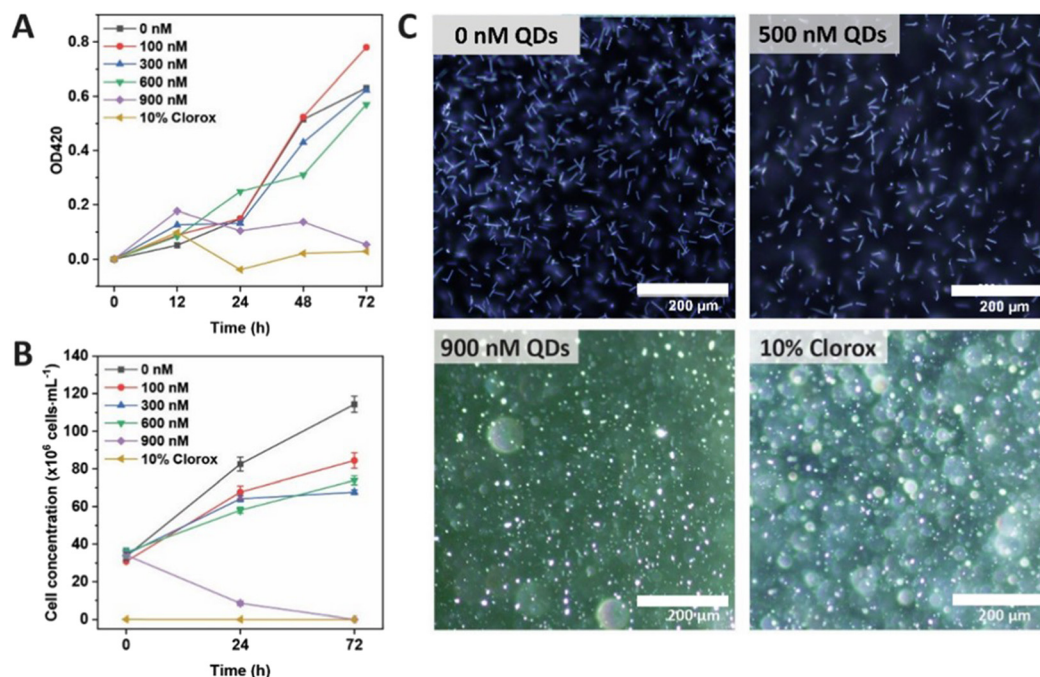 A
0 nM
100 nM
300 nM
600 nM
900 nM
10% Clorox
0.8
0.6
0.4
0.2
0.0
OD420
0 12 24 48 72
Time (h)
B
0 nM
100 nM
300 nM
600 nM
900 nM
10% Clorox
140
120
100
80
60
40
20
0
Cell concentration (x10⁶ cells·mL⁻¹)
0 24 72
Time (h)
C
0 nM QDs
200 µm
500 nM QDs
200 µm
900 nM QDs
200 µm
10% Clorox
200 µm